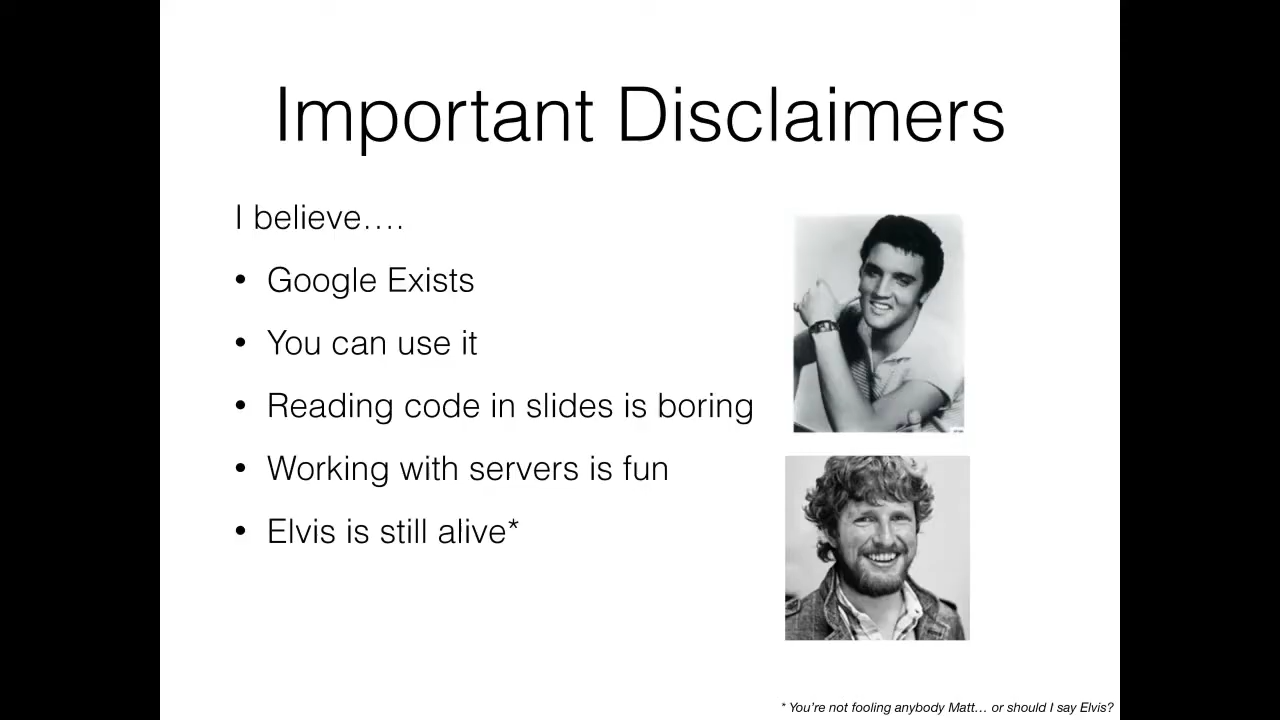 Important Disclaimers
I believe….
• Google Exists
• You can use it
• Reading code in slides is boring
• Working with servers is fun
• Elvis is still alive*
* You're not fooling anybody Matt… or should I say Elvis?